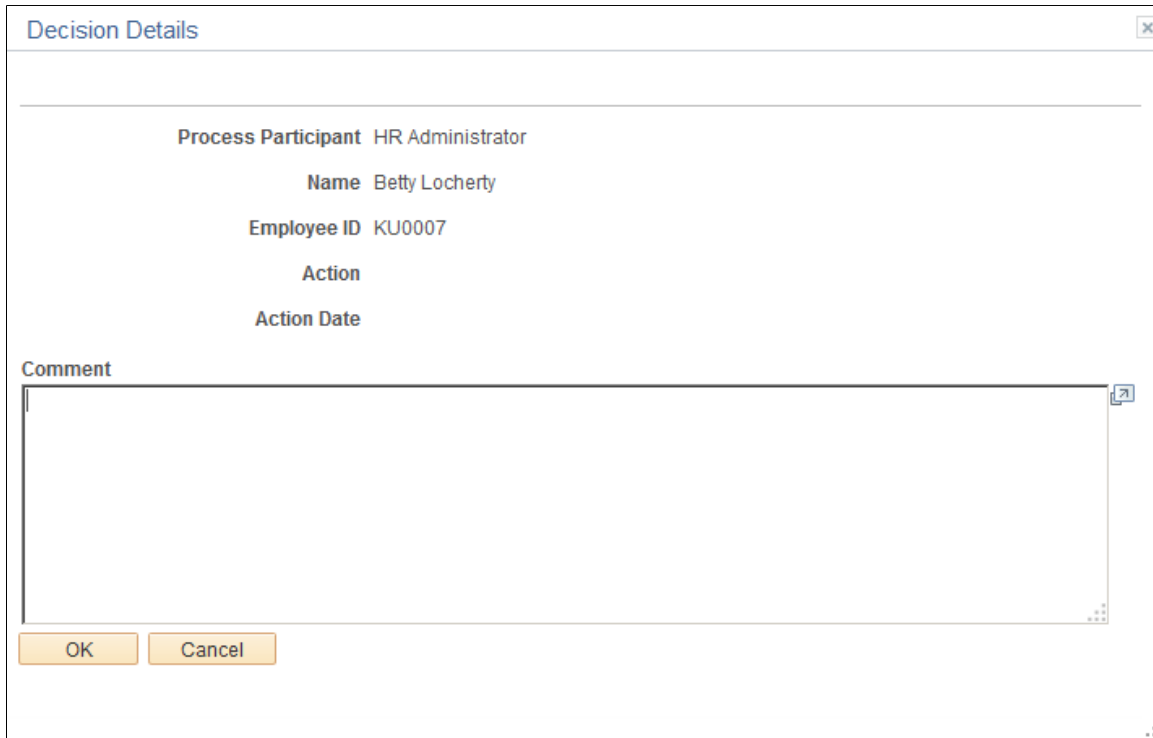 Decision Details
Process Participant HR Administrator
Name Betty Locherty
Employee ID KU0007
Action
Action Date
Comment
OK Cancel